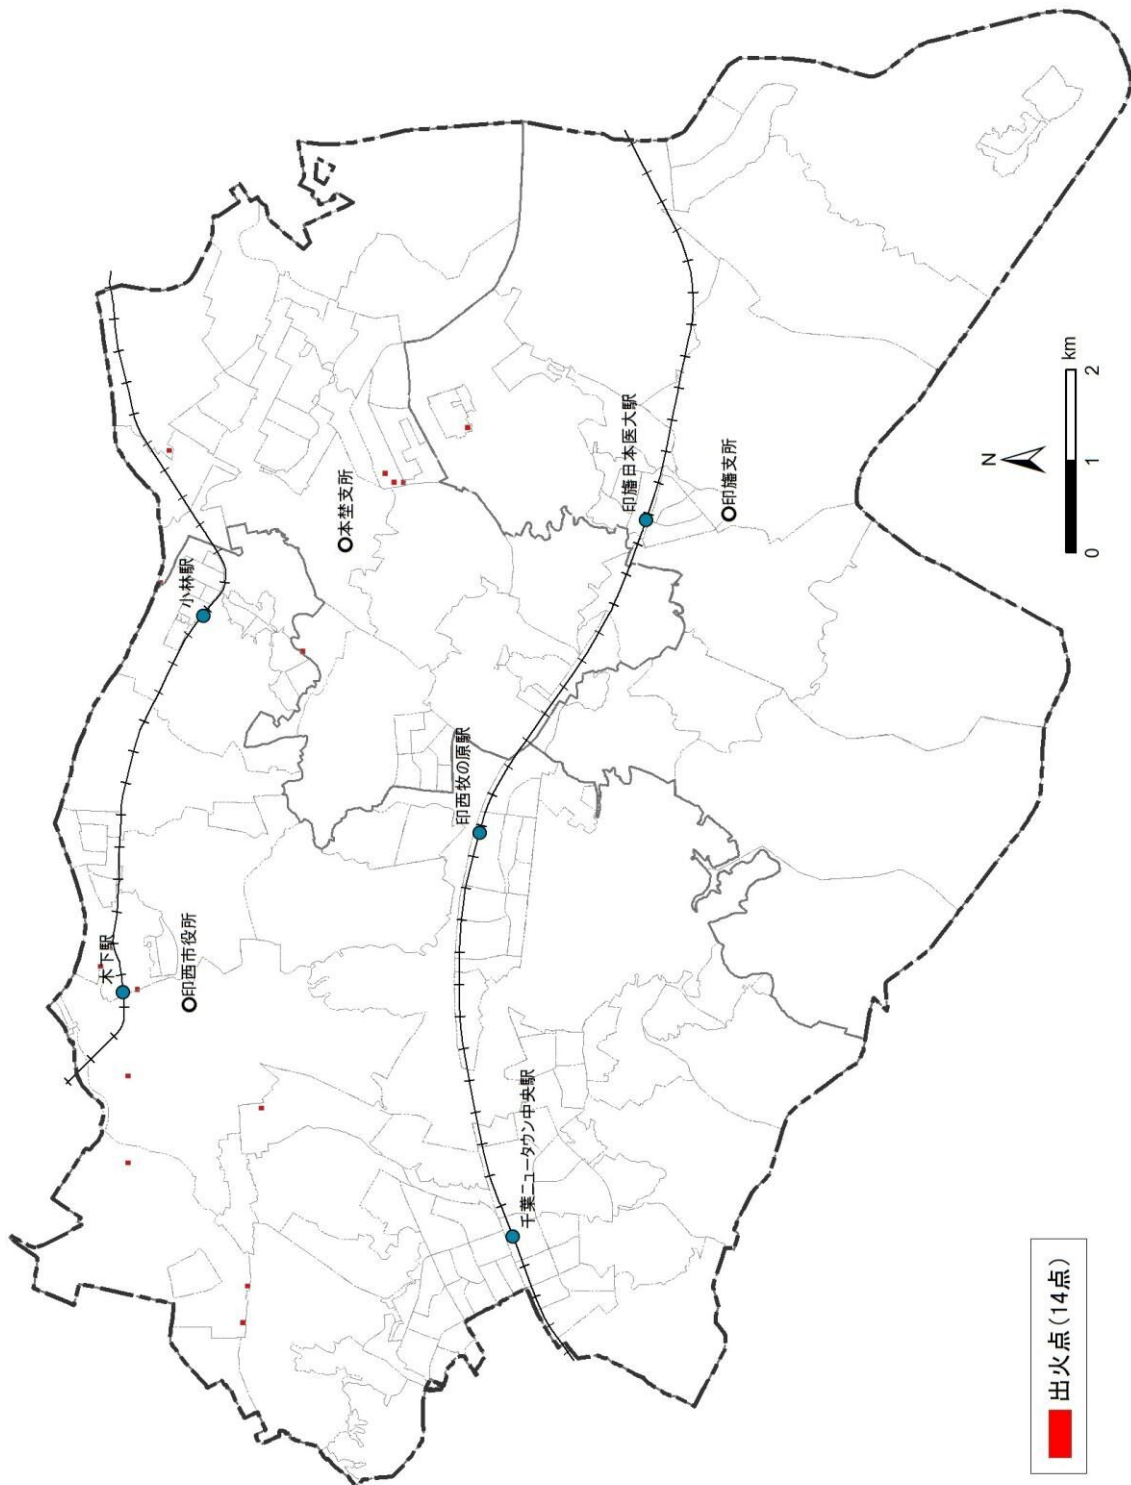 木下駅
印西市役所
小林駅
本埜支所
印西牧の原駅
千葉ニュータウン中央駅
印旛日本医大駅
印旛支所
N
0 1 2 km
出火点(14点)